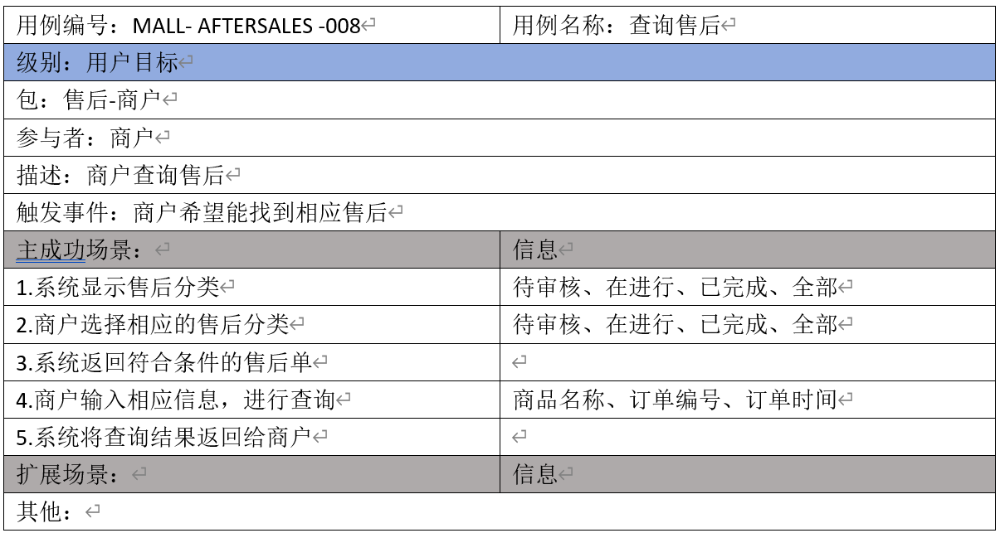 用例编号：MALL- AFTERSALES -008 用例名称：查询售后
级别：用户目标
包：售后-商户
参与者：商户
描述：商户查询售后
触发事件：商户希望能找到相应售后
主成功场景： 信息
1.系统显示售后分类 待审核、在进行、已完成、全部
2.商户选择相应的售后分类 待审核、在进行、已完成、全部
3.系统返回符合条件的售后单
4.商户输入相应信息，进行查询 商品名称、订单编号、订单时间
5.系统将查询结果返回给商户
扩展场景： 信息
其他：